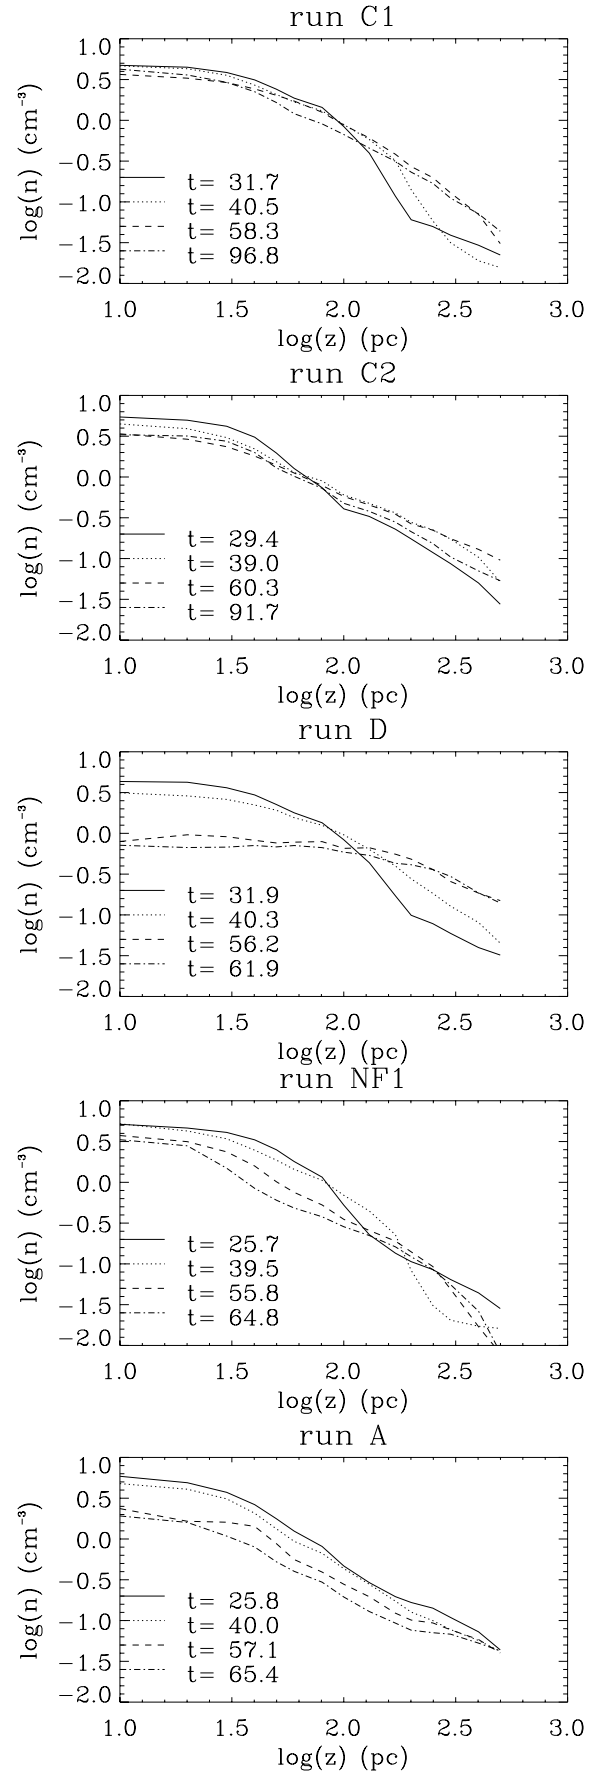 run C1
log(n) (cm⁻³)
1.0
0.5
0.0
−0.5
−1.0
−1.5
−2.0
t= 31.7
t= 40.5
t= 58.3
t= 96.8
1.0 1.5 2.0 2.5 3.0
log(z) (pc)
run C2
log(n) (cm⁻³)
1.0
0.5
0.0
−0.5
−1.0
−1.5
−2.0
t= 29.4
t= 39.0
t= 60.3
t= 91.7
1.0 1.5 2.0 2.5 3.0
log(z) (pc)
run D
log(n) (cm⁻³)
1.0
0.5
0.0
−0.5
−1.0
−1.5
−2.0
t= 31.9
t= 40.3
t= 56.2
t= 61.9
1.0 1.5 2.0 2.5 3.0
log(z) (pc)
run NF1
log(n) (cm⁻³)
1.0
0.5
0.0
−0.5
−1.0
−1.5
−2.0
t= 25.7
t= 39.5
t= 55.8
t= 64.8
1.0 1.5 2.0 2.5 3.0
log(z) (pc)
run A
log(n) (cm⁻³)
1.0
0.5
0.0
−0.5
−1.0
−1.5
−2.0
t= 25.8
t= 40.0
t= 57.1
t= 65.4
1.0 1.5 2.0 2.5 3.0
log(z) (pc)